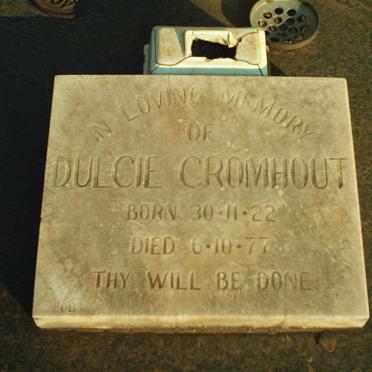 IN LOVING MEMORY
OF
DULCIE CROMHOUT
BORN 30·11·22
DIED 6·10·77
THY WILL BE DONE.